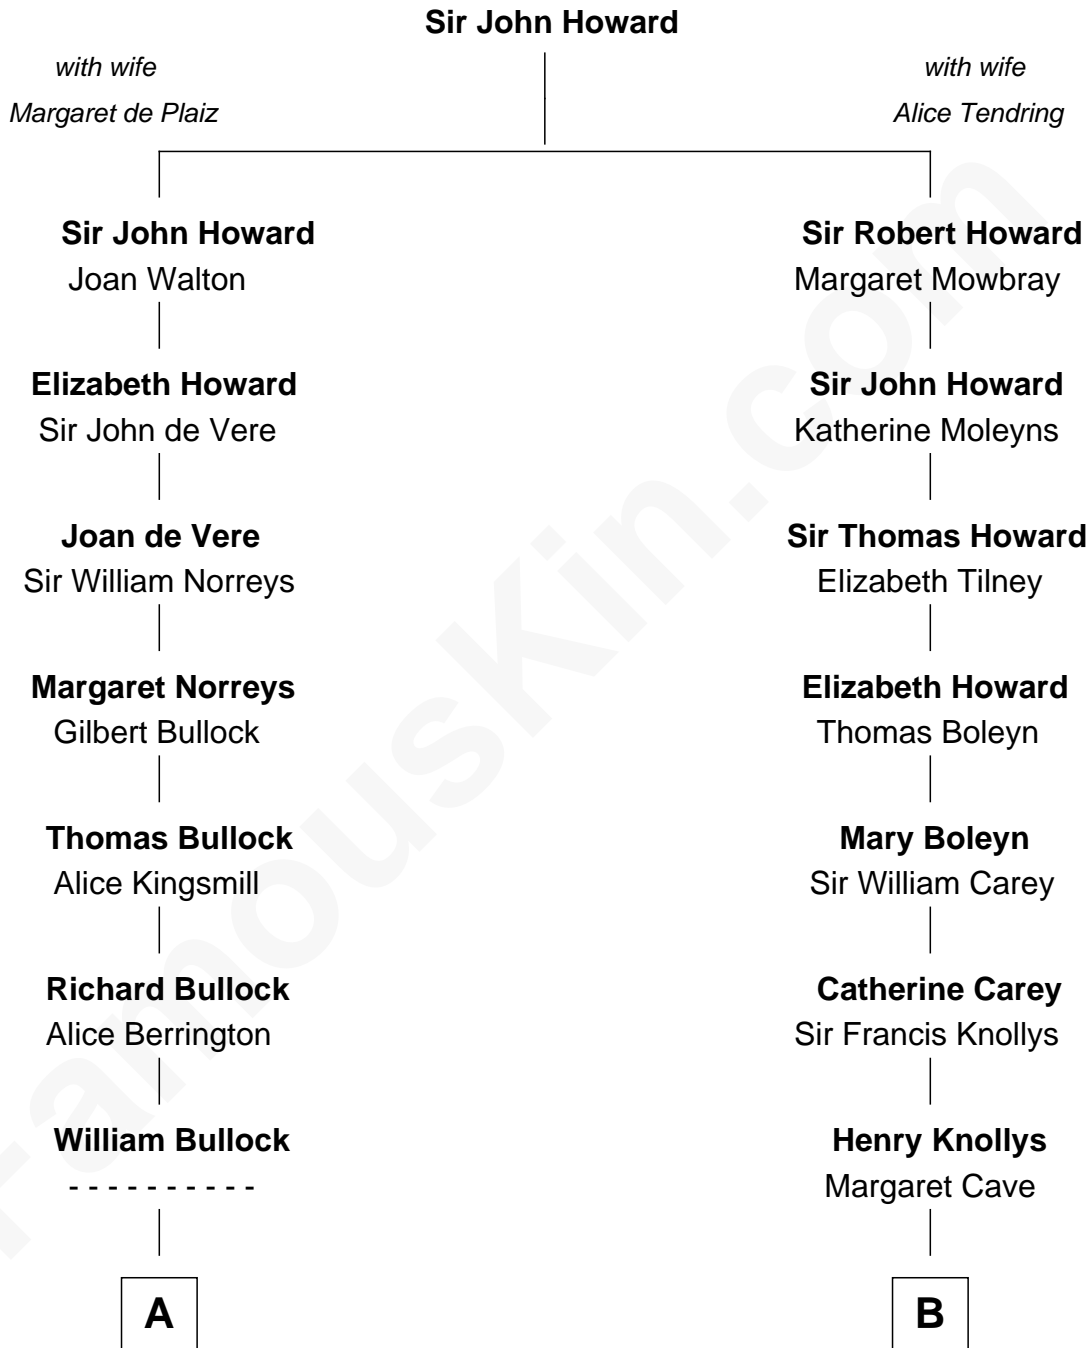 Sir John Howard
with wife
Margaret de Plaiz
with wife
Alice Tendring
Sir John Howard
Joan Walton
Sir Robert Howard
Margaret Mowbray
Elizabeth Howard
Sir John de Vere
Sir John Howard
Katherine Moleyns
Joan de Vere
Sir William Norreys
Sir Thomas Howard
Elizabeth Tilney
Margaret Norreys
Gilbert Bullock
Elizabeth Howard
Thomas Boleyn
Thomas Bullock
Alice Kingsmill
Mary Boleyn
Sir William Carey
Richard Bullock
Alice Berrington
Catherine Carey
Sir Francis Knollys
William Bullock
- - - - - - - - - -
Henry Knollys
Margaret Cave
A
B
FamousKin.com